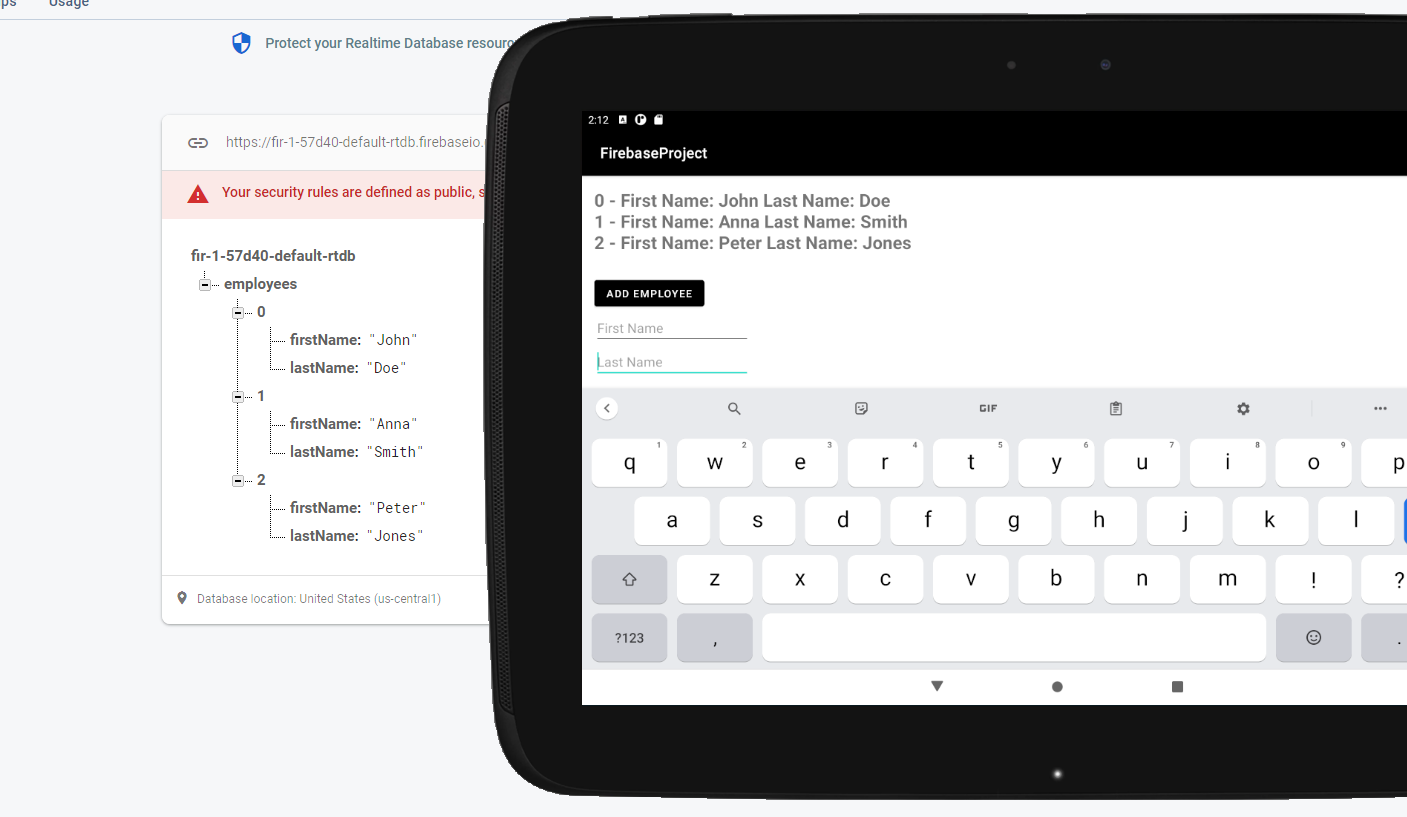 Usage
Protect your Realtime Database
https://fir-1-57d40-default-rtdb.firebaseio.
Your security rules are defined as public,
fir-1-57d40-default-rtdb
employees
0
firstName: "John"
lastName: "Doe"
1
firstName: "Anna"
lastName: "Smith"
2
firstName: "Peter"
lastName: "Jones"
Database location: United States (us-central1)
2:12
FirebaseProject
0 - First Name: John Last Name: Doe
1 - First Name: Anna Last Name: Smith
2 - First Name: Peter Last Name: Jones
ADD EMPLOYEE
First Name
Last Name
GIF
1 2 3 4 5 6 7 8 9
q w e r t y u i o p
a s d f g h j k l
z x c v b n m ! ?
?123 , .